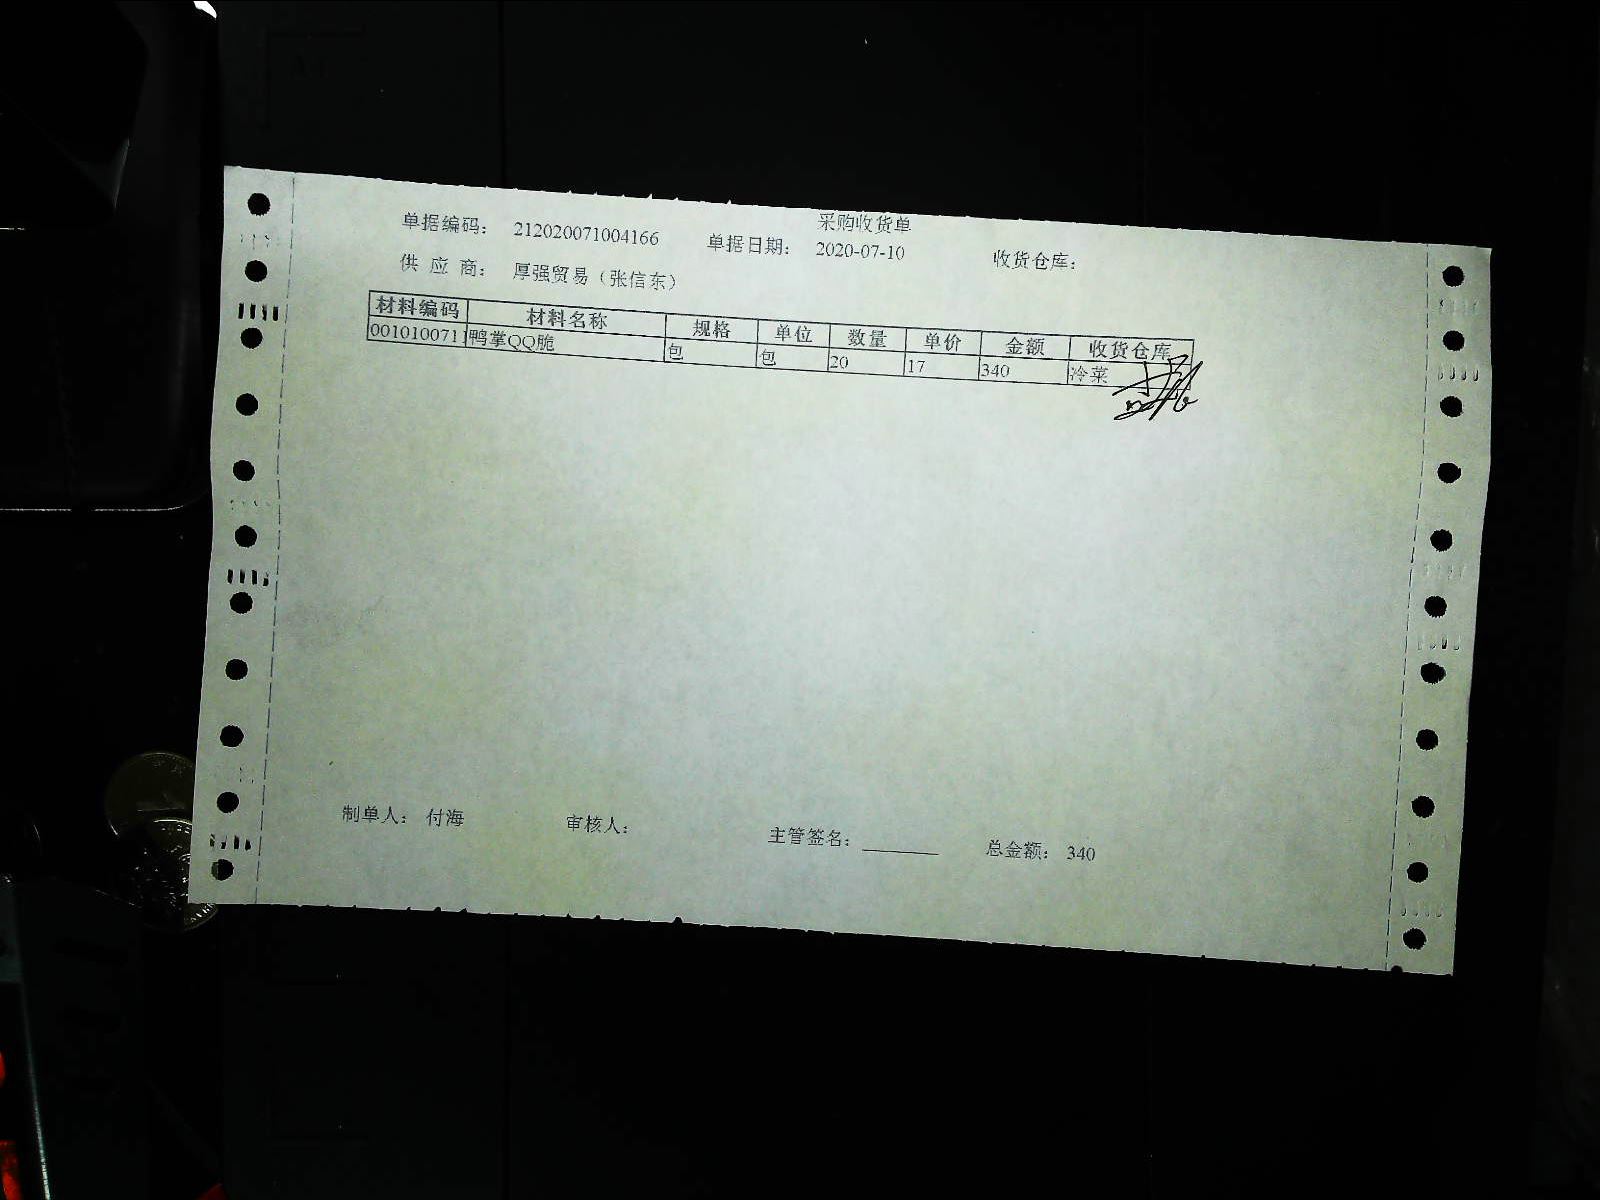 采购收货单
单据编码： 212020071004166 单据日期： 2020-07-10 收货仓库：
供 应 商： 厚强贸易（张信东）
材料编码 材料名称 规格 单位 数量 单价 金额 收货仓库
0010100711 鸭掌QQ脆 包 包 20 17 340 冷菜
制单人： 付海 审核人： 主管签名： 总金额： 340